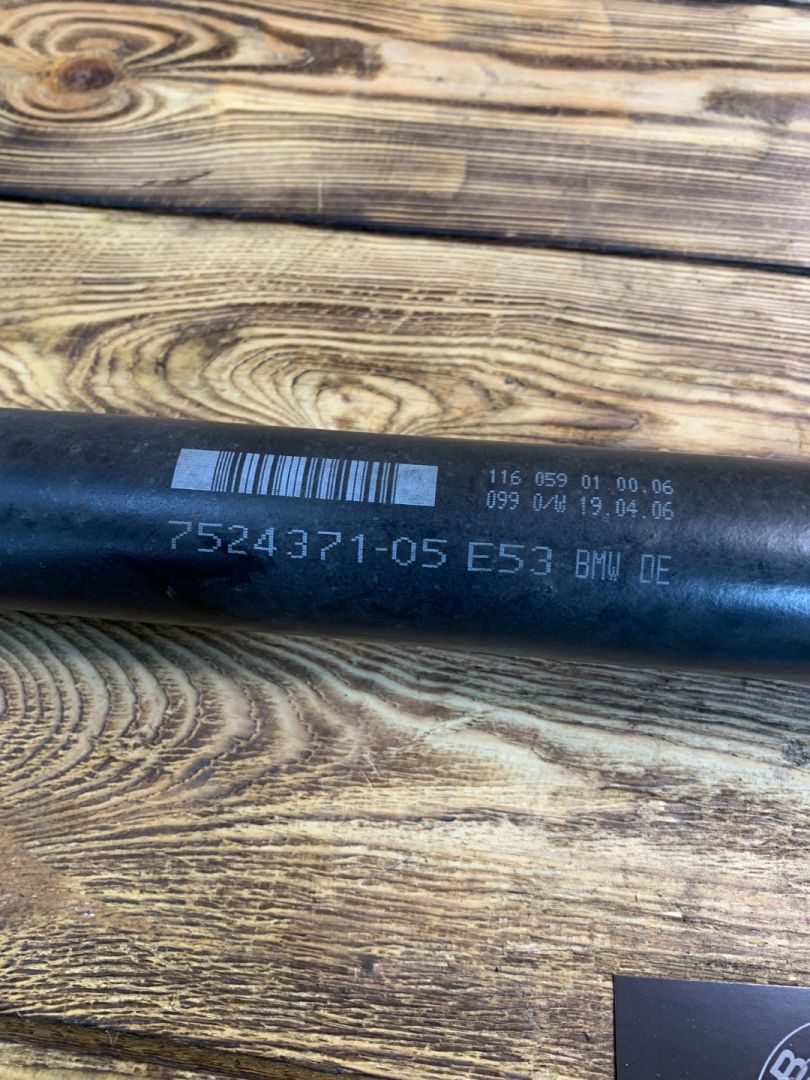 116 059 01 00.06
099 O/W 19.04.06
7524371-05 E53 BMW DE
B